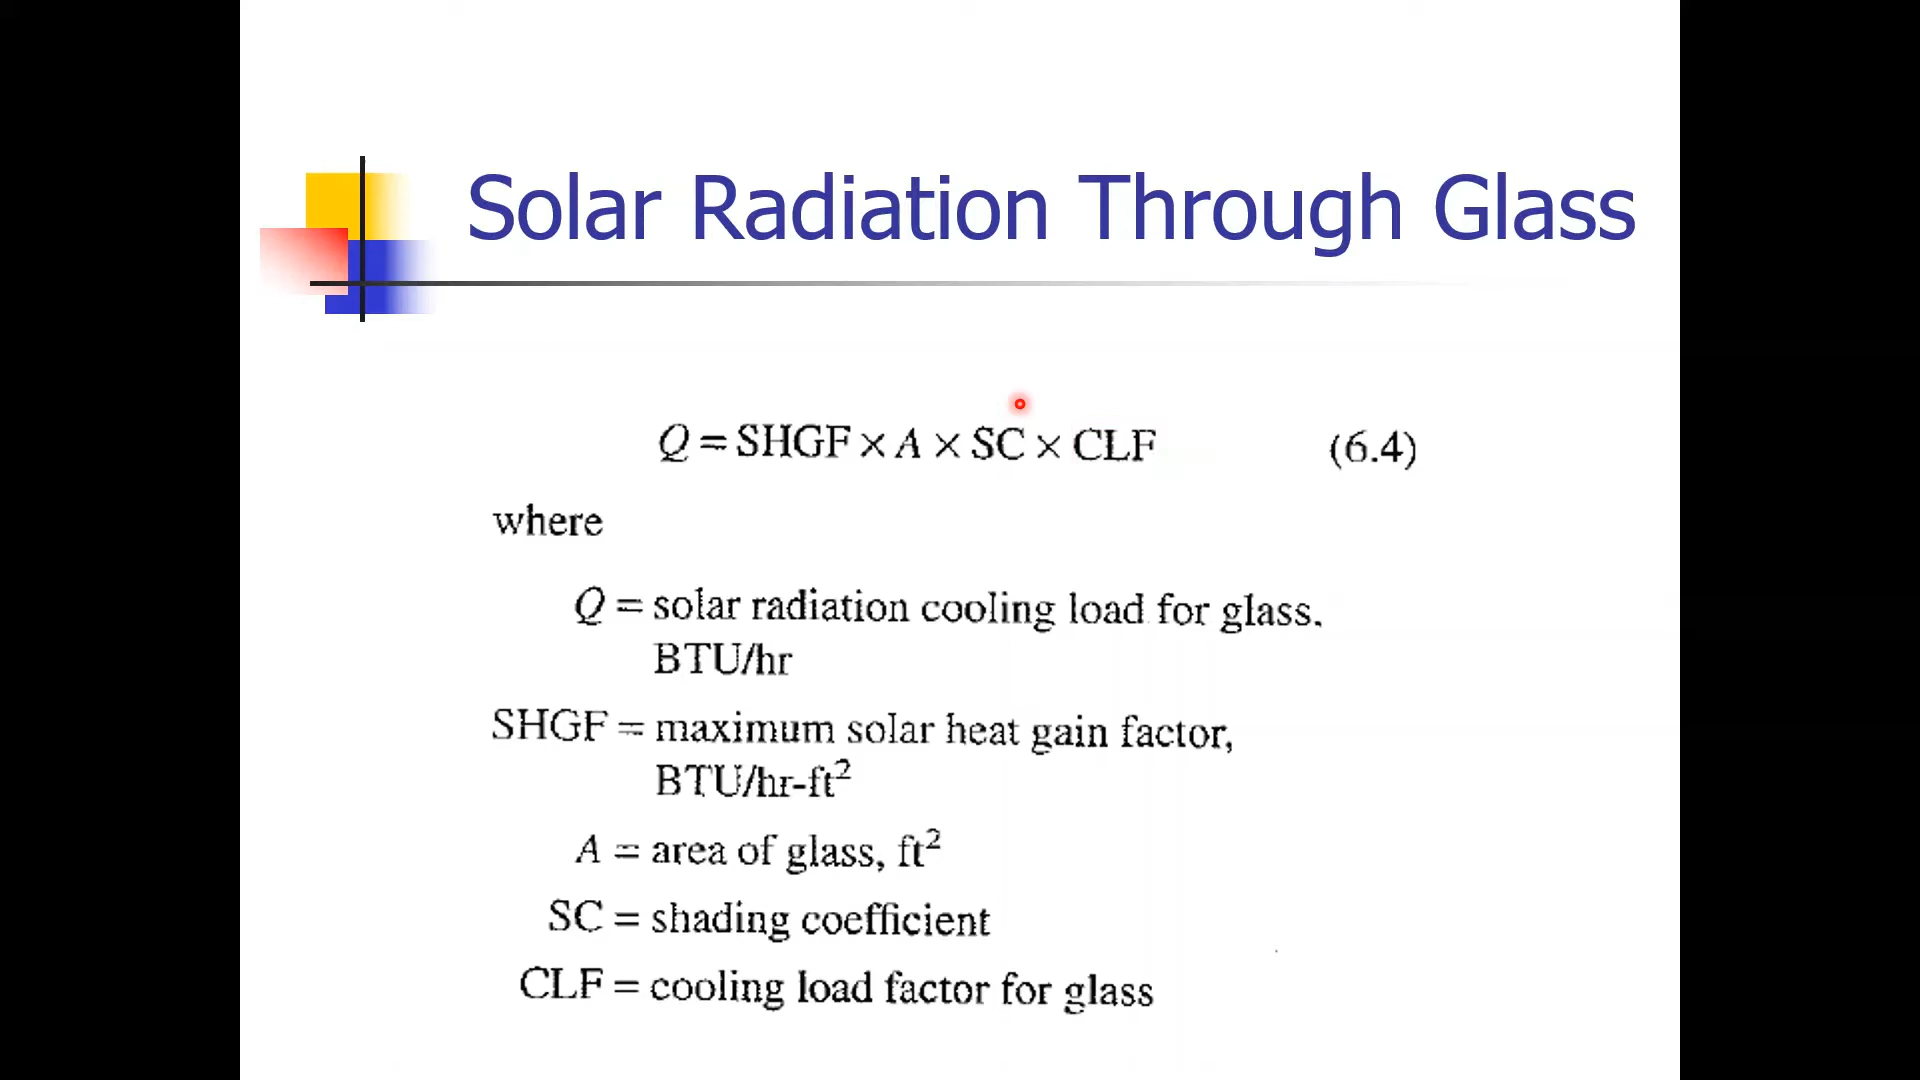 Solar Radiation Through Glass
Q = SHGF × A × SC × CLF (6.4)
where
Q = solar radiation cooling load for glass,
BTU/hr
SHGF = maximum solar heat gain factor,
BTU/hr-ft²
A = area of glass, ft²
SC = shading coefficient
CLF = cooling load factor for glass